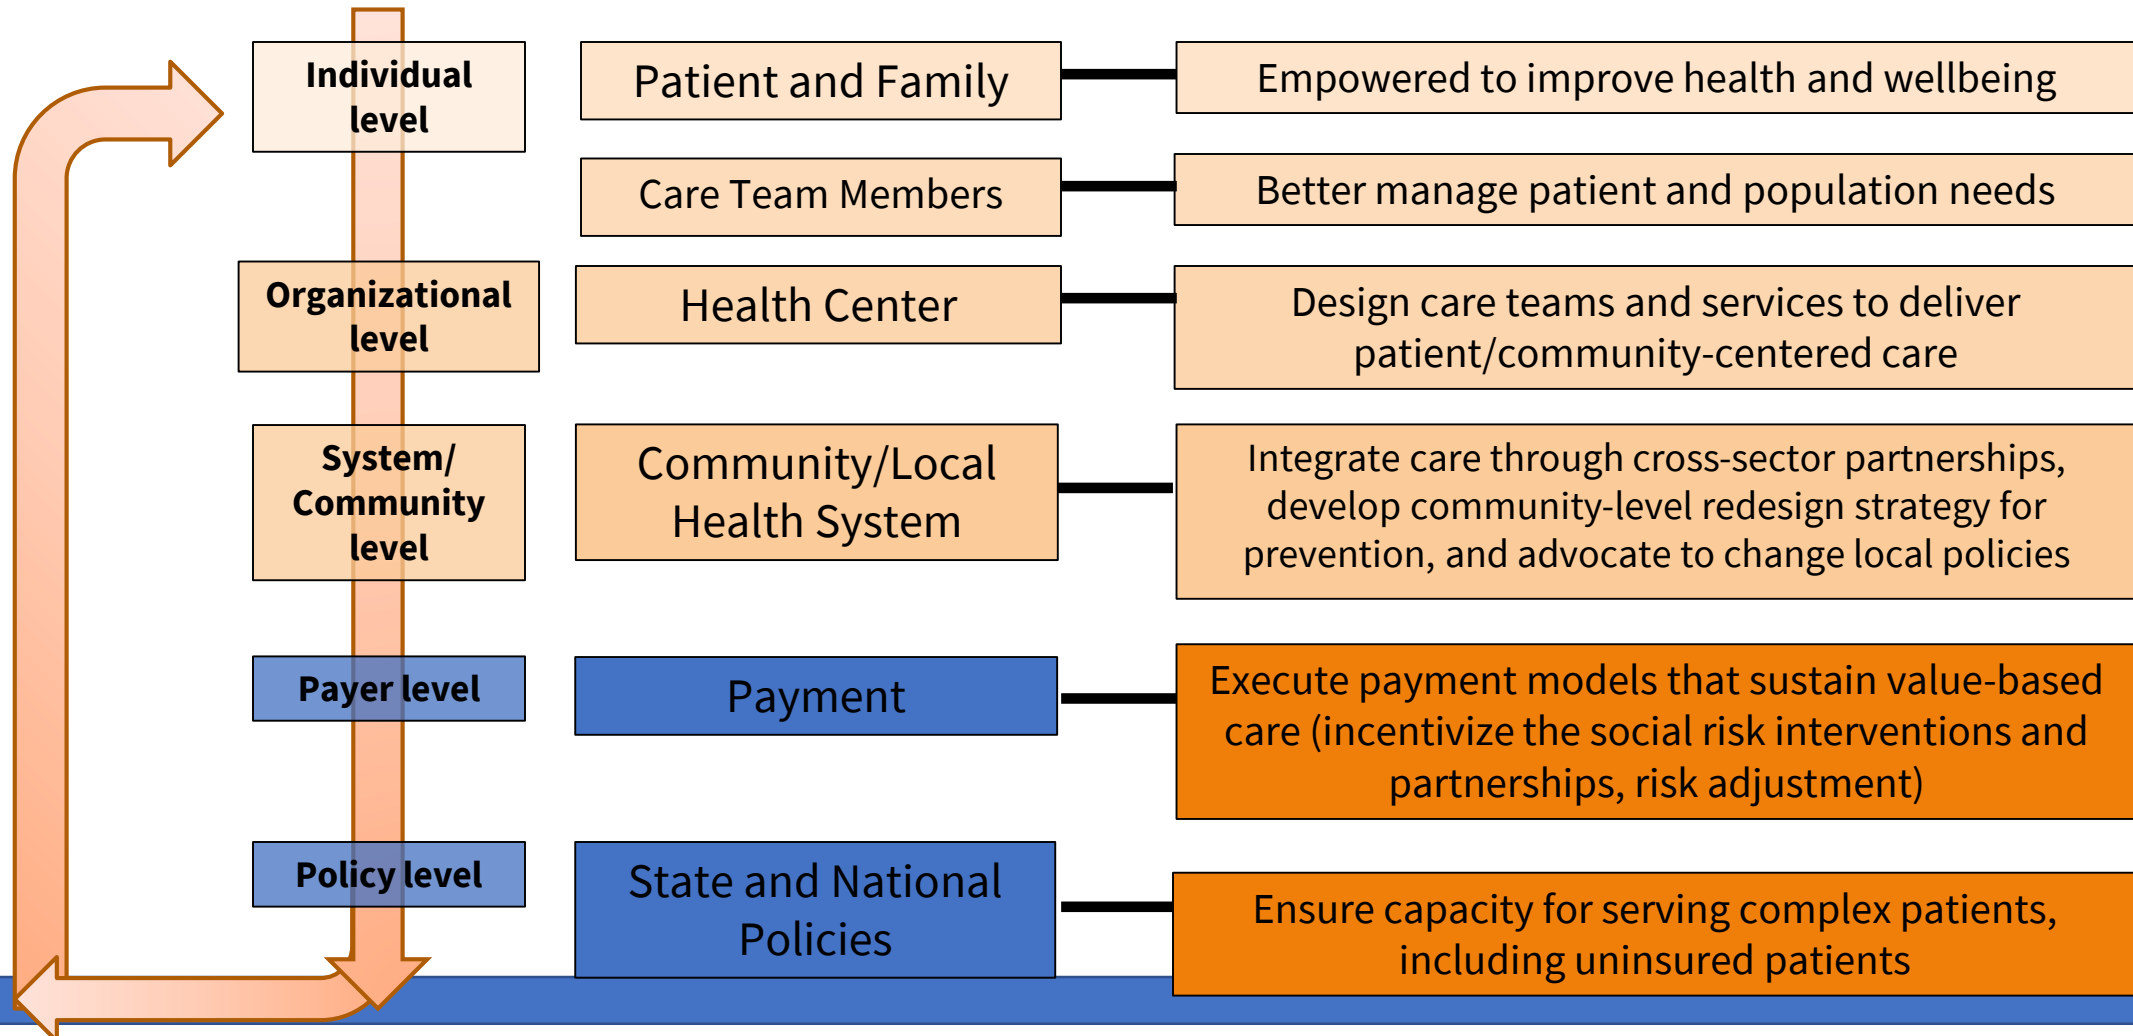 Individual
level
Patient and Family
Empowered to improve health and wellbeing
Care Team Members
Better manage patient and population needs
Organizational
level
Health Center
Design care teams and services to deliver
patient/community-centered care
System/
Community
level
Community/Local
Health System
Integrate care through cross-sector partnerships,
develop community-level redesign strategy for
prevention, and advocate to change local policies
Payer level
Payment
Execute payment models that sustain value-based
care (incentivize the social risk interventions and
partnerships, risk adjustment)
Policy level
State and National
Policies
Ensure capacity for serving complex patients,
including uninsured patients